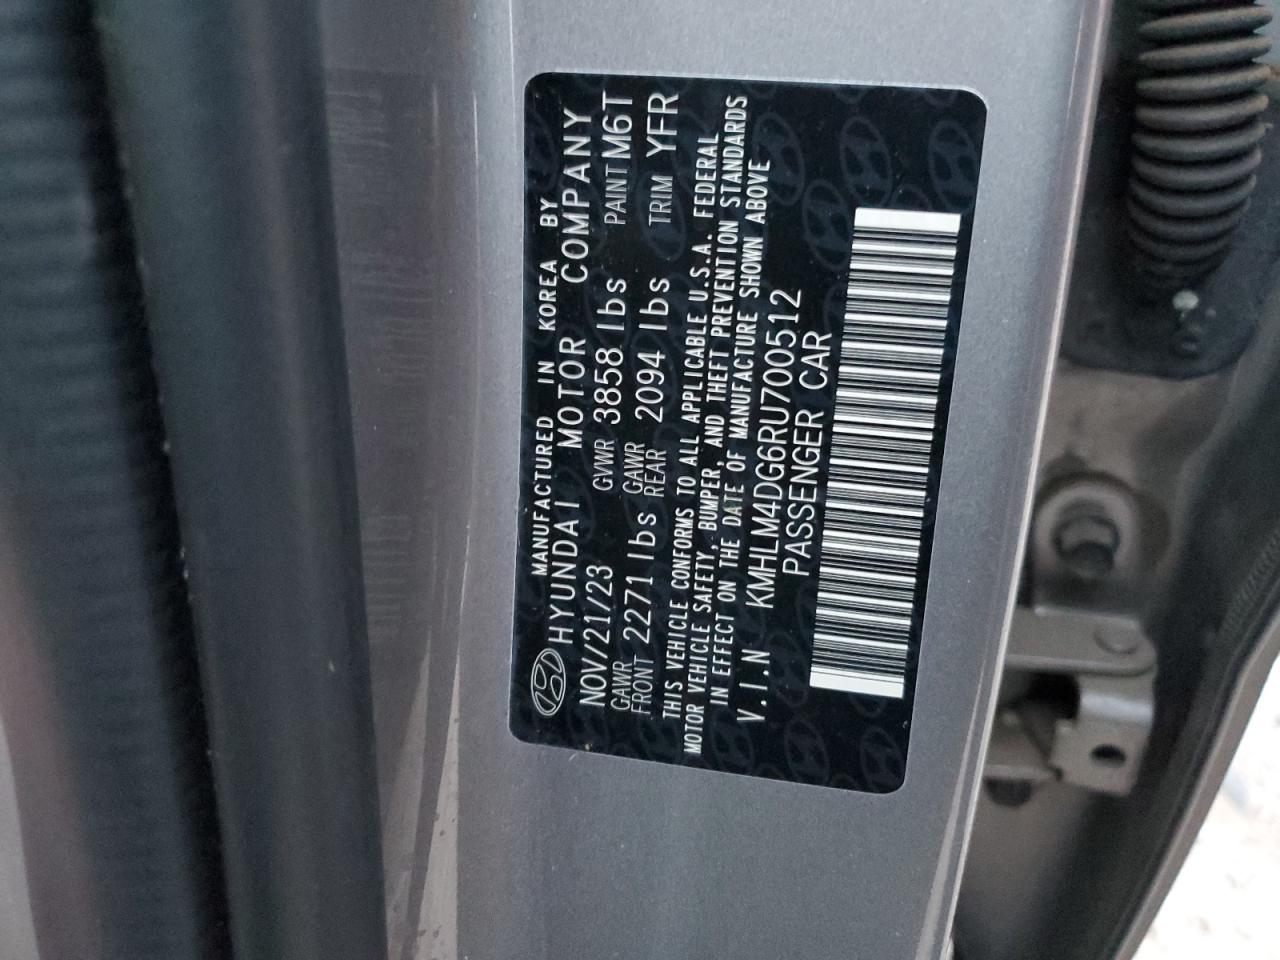 MANUFACTURED IN KOREA BY
HYUNDAI MOTOR COMPANY
NOV/21/23 GVWR 3858 lbs PAINT M6T
GAWR FRONT 2271 lbs GAWR REAR 2094 lbs TRIM YFR
THIS VEHICLE CONFORMS TO ALL APPLICABLE U.S.A. FEDERAL
MOTOR VEHICLE SAFETY, BUMPER, AND THEFT PREVENTION STANDARDS
IN EFFECT ON THE DATE OF MANUFACTURE SHOWN ABOVE
V.I.N KMHLM4DG6RU700512
PASSENGER CAR